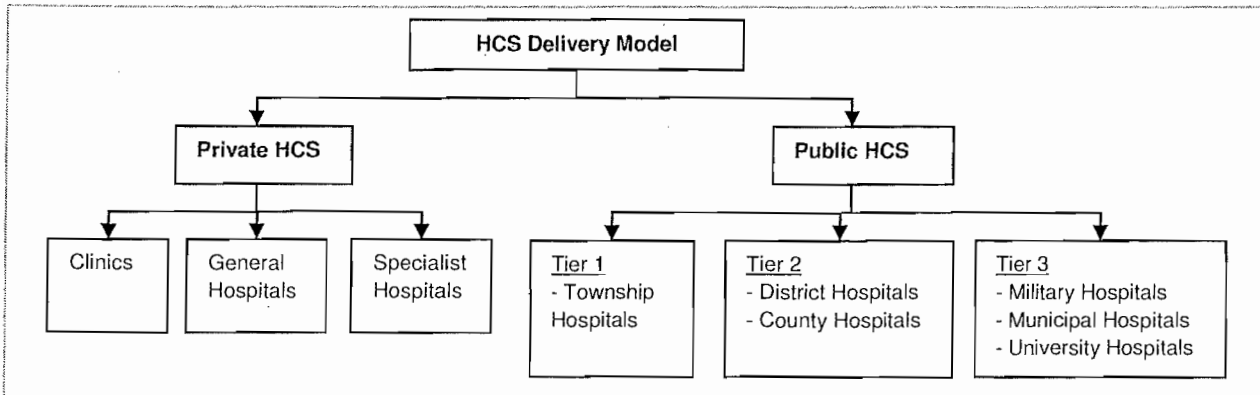 HCS Delivery Model
Private HCS
Public HCS
Clinics
General
Hospitals
Specialist
Hospitals
Tier 1
- Township
Hospitals
Tier 2
- District Hospitals
- County Hospitals
Tier 3
- Military Hospitals
- Municipal Hospitals
- University Hospitals